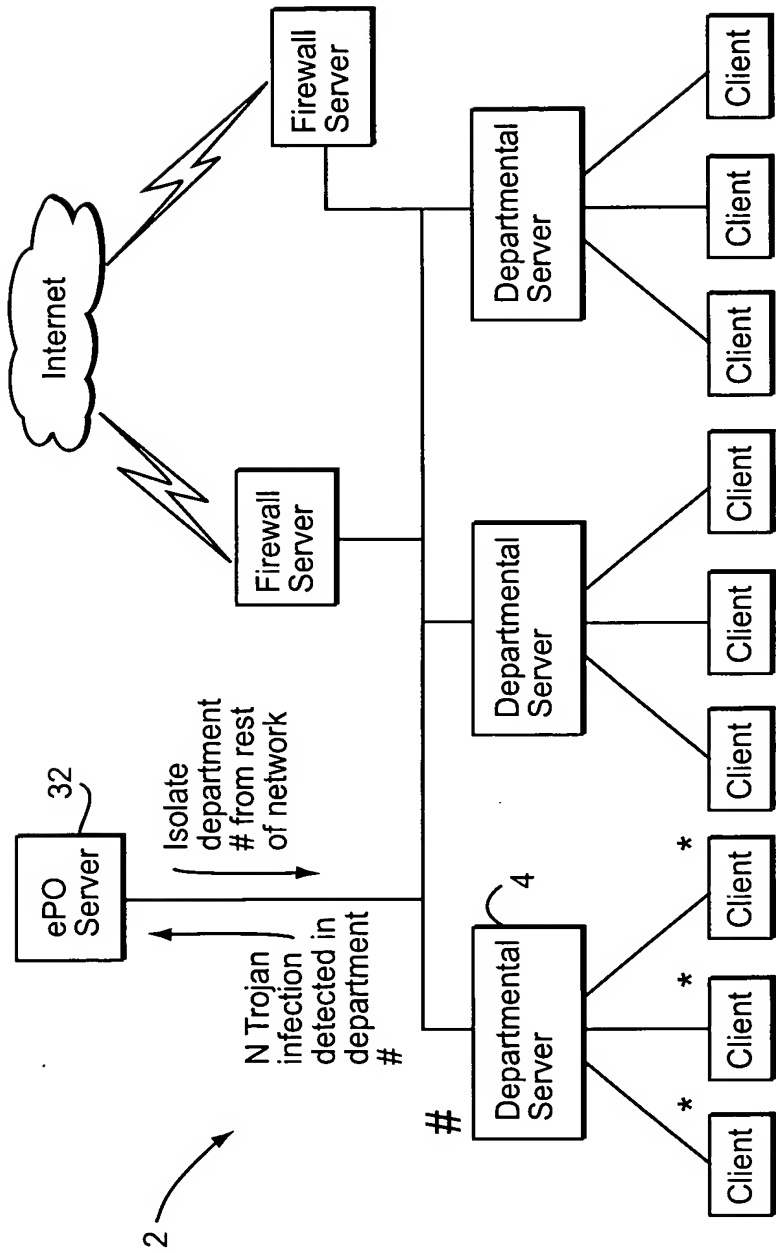 2
ePO
Server
32
Internet
Isolate
department
# from rest
of network
N Trojan
infection
detected in
department
#
Firewall
Server
Firewall
Server
#
Departmental
Server
4
Departmental
Server
Departmental
Server
*
*
*
Client
Client
Client
Client
Client
Client
Client
Client
Client